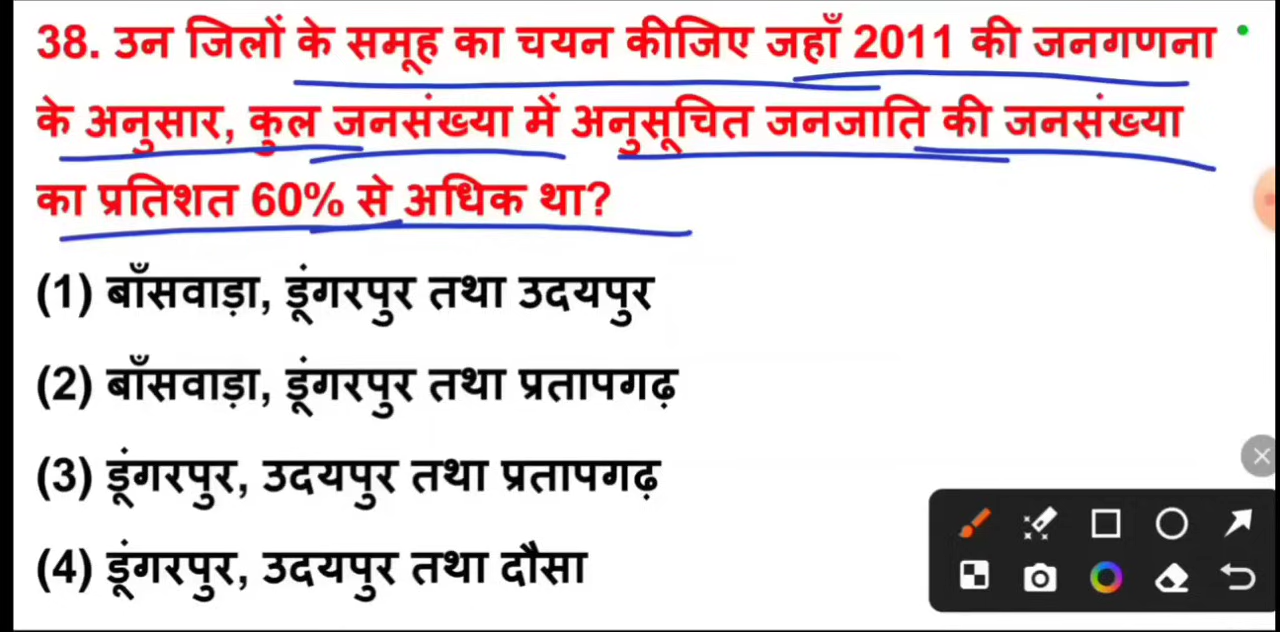 38. उन जिलों के समूह का चयन कीजिए जहाँ 2011 की जनगणना
के अनुसार, कुल जनसंख्या में अनुसूचित जनजाति की जनसंख्या
का प्रतिशत 60% से अधिक था?
(1) बाँसवाड़ा, डूंगरपुर तथा उदयपुर
(2) बाँसवाड़ा, डूंगरपुर तथा प्रतापगढ़
(3) डूंगरपुर, उदयपुर तथा प्रतापगढ़
(4) डूंगरपुर, उदयपुर तथा दौसा